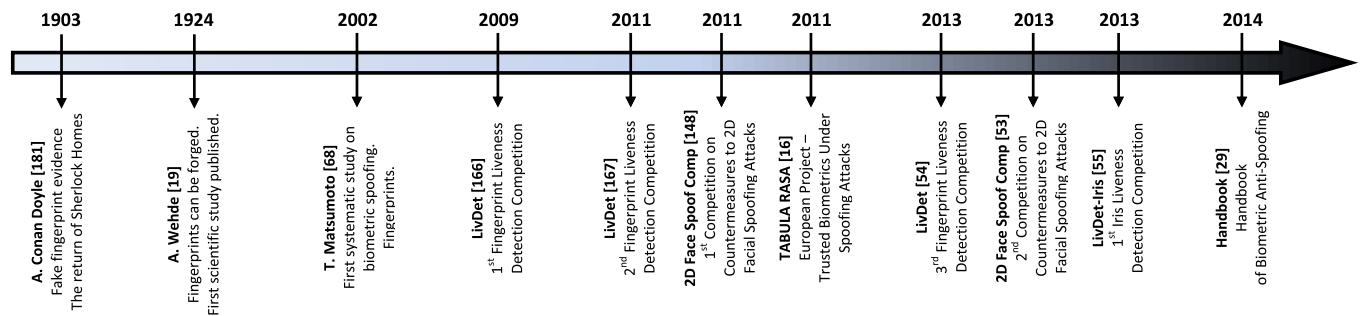 1903
1924
2002
2009
2011
2011
2011
2013
2013
2013
2014
A. Conan Doyle [181]
Fake fingerprint evidence
The return of Sherlock Homes
A. Wehde [19]
Fingerprints can be forged.
First scientific study published.
T. Matsumoto [68]
First systematic study on
biometric spoofing.
Fingerprints.
LivDet [166]
1st Fingerprint Liveness
Detection Competition
LivDet [167]
2nd Fingerprint Liveness
Detection Competition
2D Face Spoof Comp [148]
1st Competition on
Countermeasures to 2D
Facial Spoofing Attacks
TABULA RASA [16]
European Project –
Trusted Biometrics Under
Spoofing Attacks
LivDet [54]
3rd Fingerprint Liveness
Detection Competition
2D Face Spoof Comp [53]
2nd Competition on
Countermeasures to 2D
Facial Spoofing Attacks
LivDet-Iris [55]
1st Iris Liveness
Detection Competition
Handbook [29]
Handbook
of Biometric Anti-Spoofing